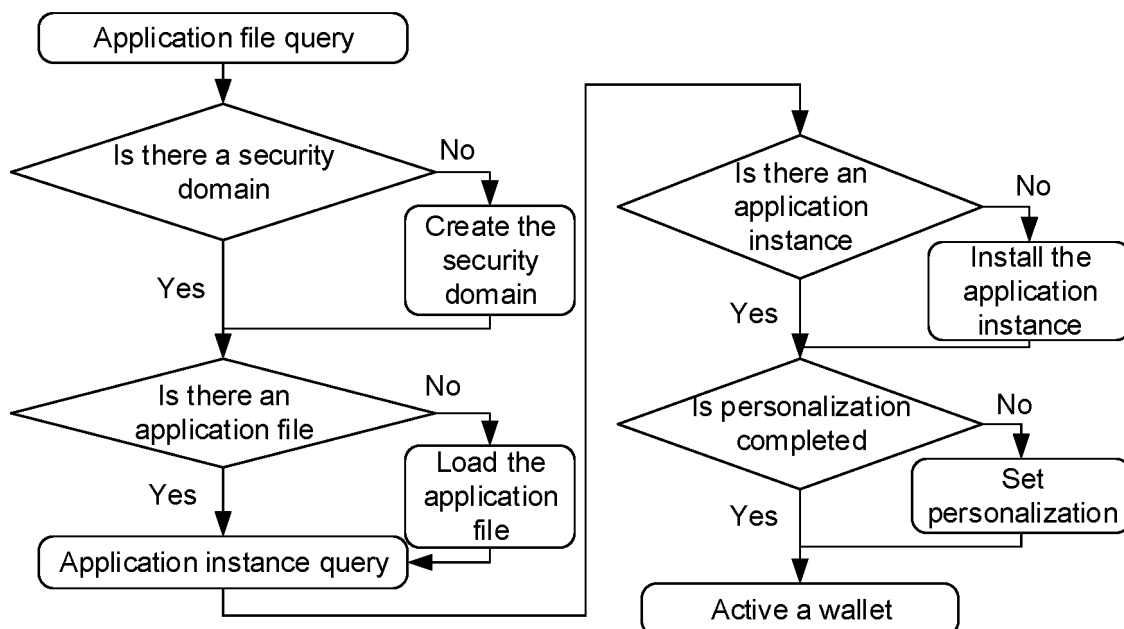 Application file query
Is there a security
domain
No
Create the
security
domain
Yes
Is there an
application file
No
Load the
application
file
Yes
Application instance query
Is there an
application
instance
No
Install the
application
instance
Yes
Is personalization
completed
No
Set
personalization
Yes
Active a wallet